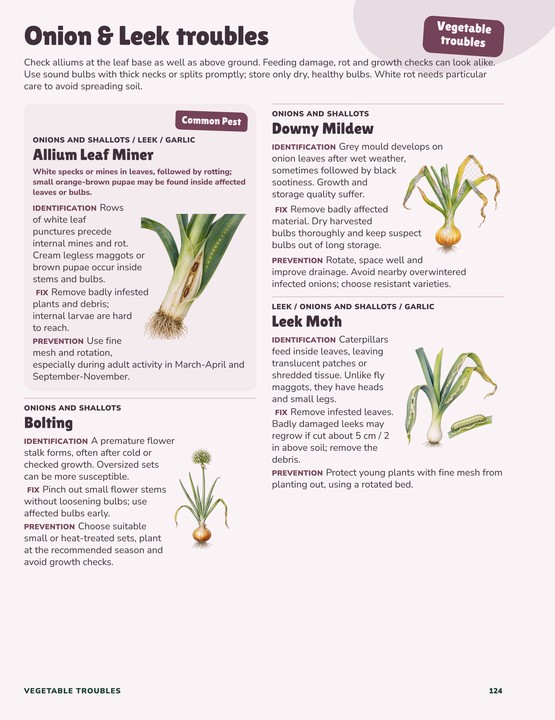 Onion & Leek troubles
Vegetable
troubles
Check alliums at the leaf base as well as above ground. Feeding damage, rot and growth checks can look alike.
Use sound bulbs with thick necks or splits promptly; store only dry, healthy bulbs. White rot needs particular
care to avoid spreading soil.
Common Pest
ONIONS AND SHALLOTS / LEEK / GARLIC
Allium Leaf Miner
White specks or mines in leaves, followed by rotting;
small orange-brown pupae may be found inside affected
leaves or bulbs.
IDENTIFICATION Rows
of white leaf
punctures precede
internal mines and rot.
Cream legless maggots or
brown pupae occur inside
stems and bulbs.
FIX Remove badly infested
plants and debris;
internal larvae are hard
to reach.
PREVENTION Use fine
mesh and rotation,
especially during adult activity in March-April and
September-November.
ONIONS AND SHALLOTS
Bolting
IDENTIFICATION A premature flower
stalk forms, often after cold or
checked growth. Oversized sets
can be more susceptible.
FIX Pinch out small flower stems
without loosening bulbs; use
affected bulbs early.
PREVENTION Choose suitable
small or heat-treated sets, plant
at the recommended season and
avoid growth checks.
ONIONS AND SHALLOTS
Downy Mildew
IDENTIFICATION Grey mould develops on
onion leaves after wet weather,
sometimes followed by black
sootiness. Growth and
storage quality suffer.
FIX Remove badly affected
material. Dry harvested
bulbs thoroughly and keep suspect
bulbs out of long storage.
PREVENTION Rotate, space well and
improve drainage. Avoid nearby overwintered
infected onions; choose resistant varieties.
LEEK / ONIONS AND SHALLOTS / GARLIC
Leek Moth
IDENTIFICATION Caterpillars
feed inside leaves, leaving
translucent patches or
shredded tissue. Unlike fly
maggots, they have heads
and small legs.
FIX Remove infested leaves.
Badly damaged leeks may
regrow if cut about 5 cm / 2
in above soil; remove the
debris.
PREVENTION Protect young plants with fine mesh from
planting out, using a rotated bed.
VEGETABLE TROUBLES
124